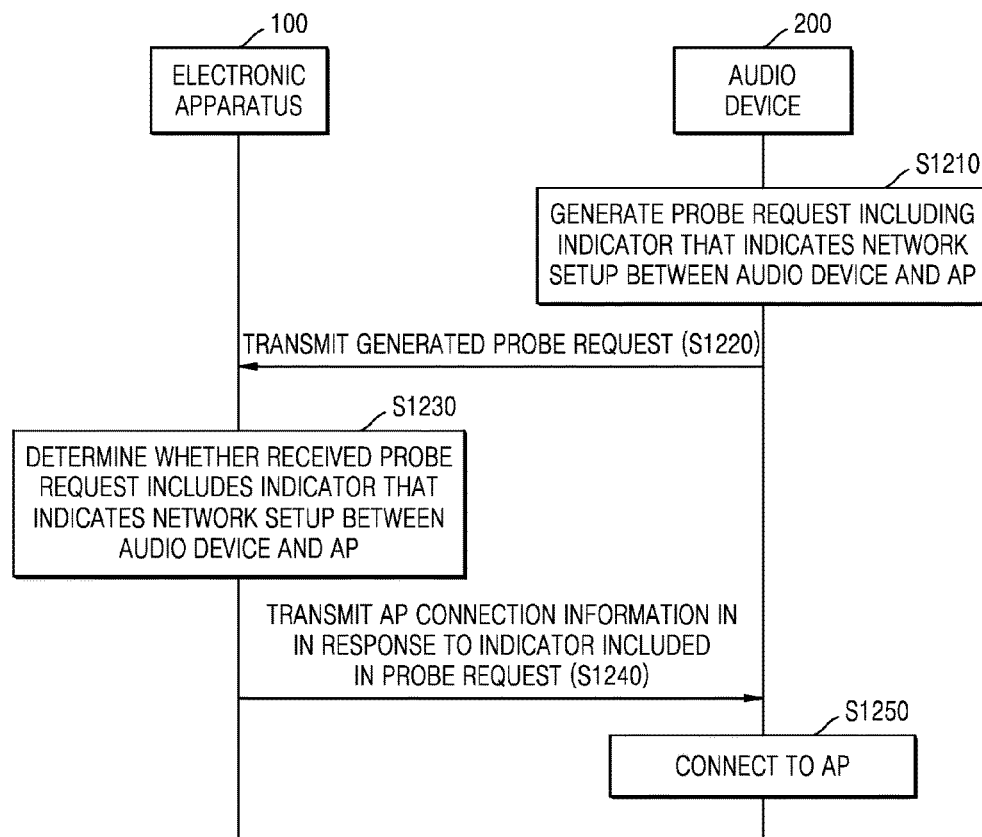 100
ELECTRONIC
APPARATUS
200
AUDIO
DEVICE
S1210
GENERATE PROBE REQUEST INCLUDING
INDICATOR THAT INDICATES NETWORK
SETUP BETWEEN AUDIO DEVICE AND AP
TRANSMIT GENERATED PROBE REQUEST (S1220)
S1230
DETERMINE WHETHER RECEIVED PROBE
REQUEST INCLUDES INDICATOR THAT
INDICATES NETWORK SETUP BETWEEN
AUDIO DEVICE AND AP
TRANSMIT AP CONNECTION INFORMATION IN
IN RESPONSE TO INDICATOR INCLUDED
IN PROBE REQUEST (S1240)
S1250
CONNECT TO AP